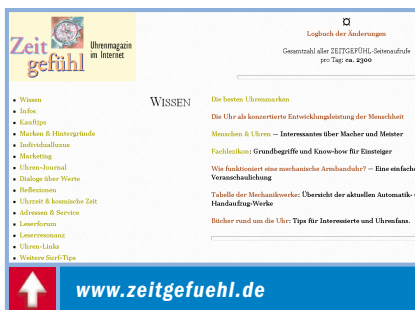 Zeit
gefühl
Uhrenmagazin
im Internet
Logbuch der Änderungen
Gesamtzahl aller ZEITGEFÜHL-Seitenaufrufe
pro Tag: ca. 2300
Wissen
Infos
Kauftips
Marken & Hintergründe
Individualluxus
Marketing
Uhren-Journal
Dialoge über Werte
Reflexionen
Uhrzeit & kosmische Zeit
Adressen & Service
Leserforum
Leserresonanz
Uhren-Links
Weitere Surf-Tips
WISSEN
Die besten Uhrenmarken
Die Uhr als konzertierte Entwicklungsleistung der Menschheit
Menschen & Uhren — Interessantes über Macher und Meister
Fachlexikon: Grundbegriffe und Know-how für Einsteiger
Wie funktioniert eine mechanische Armbanduhr? — Eine einfache
Veranschaulichung
Tabelle der Mechanikwerke: Übersicht der aktuellen Automatik-
Handaufzug-Werke
Bücher rund um die Uhr: Tips für Interessierte und Uhrenfans.
www.zeitgefuehl.de